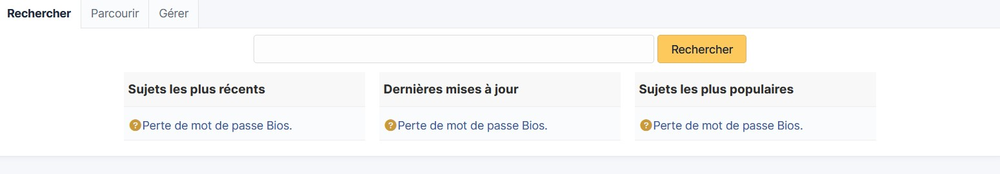 Rechercher Parcourir Gérer
Rechercher
Sujets les plus récents Dernières mises à jour Sujets les plus populaires
?Perte de mot de passe Bios. ?Perte de mot de passe Bios. ?Perte de mot de passe Bios.